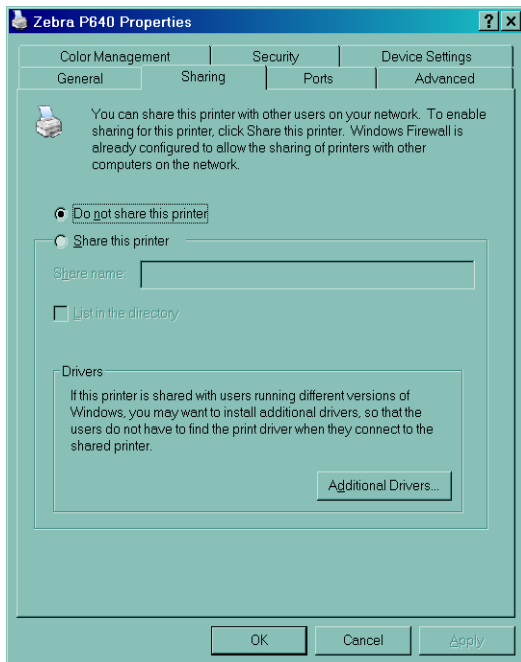 Zebra P640 Properties
Color Management Security Device Settings
General Sharing Ports Advanced
You can share this printer with other users on your network. To enable
sharing for this printer, click Share this printer. Windows Firewall is
already configured to allow the sharing of printers with other
computers on the network.
Do not share this printer
Share this printer
Share name:
List in the directory
Drivers
If this printer is shared with users running different versions of
Windows, you may want to install additional drivers, so that the
users do not have to find the print driver when they connect to the
shared printer.
Additional Drivers...
OK Cancel Apply